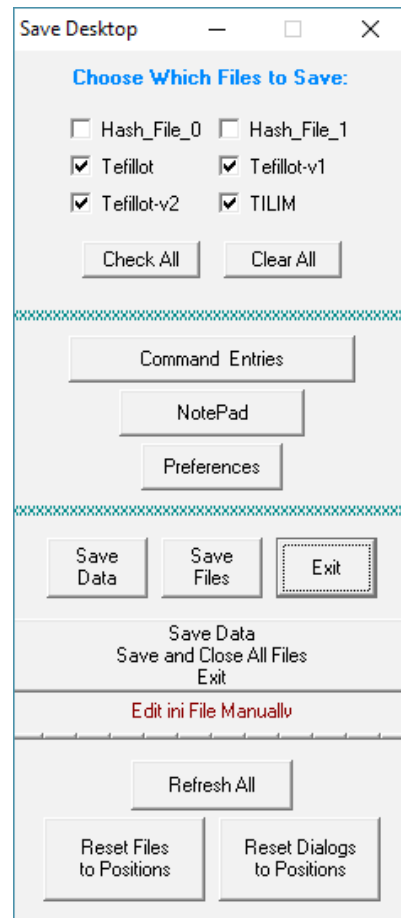 Save Desktop
Choose Which Files to Save:
Hash_File_0 Hash_File_1
Tefillot Tefillot-v1
Tefillot-v2 TILIM
Check All Clear All
Command Entries
NotePad
Preferences
Save Data Save Files Exit
Save Data
Save and Close All Files
Exit
Edit ini File Manually
Refresh All
Reset Files Reset Dialogs
to Positions to Positions